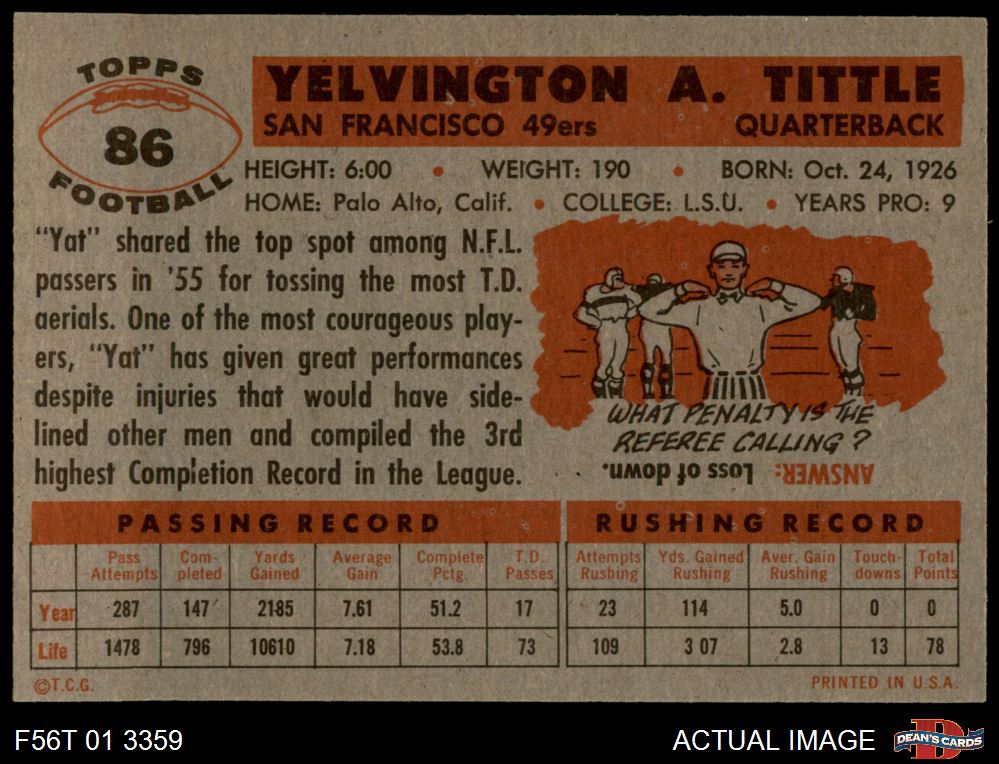 TOPPS
86
FOOTBALL
YELVINGTON A. TITTLE
SAN FRANCISCO 49ers QUARTERBACK
HEIGHT: 6:00 • WEIGHT: 190 • BORN: Oct. 24, 1926
HOME: Palo Alto, Calif. • COLLEGE: L.S.U. • YEARS PRO: 9
"Yat" shared the top spot among N.F.L.
passers in '55 for tossing the most T.D.
aerials. One of the most courageous play-
ers, "Yat" has given great performances
despite injuries that would have side-
lined other men and compiled the 3rd
highest Completion Record in the League.
WHAT PENALTY IS THE
REFEREE CALLING?
ANSWER: Loss of down.
PASSING RECORD
Pass Com- Yards Average Complete T.D.
Attempts pleted Gained Gain Pctg. Passes
Year 287 147 2185 7.61 51.2 17
Life 1478 796 10610 7.18 53.8 73
RUSHING RECORD
Attempts Yds. Gained Aver. Gain Touch- Total
Rushing Rushing Rushing downs Points
23 114 5.0 0 0
109 3 07 2.8 13 78
©T.C.G. PRINTED IN U.S.A.
F56T 01 3359 ACTUAL IMAGE DEAN'S CARDS